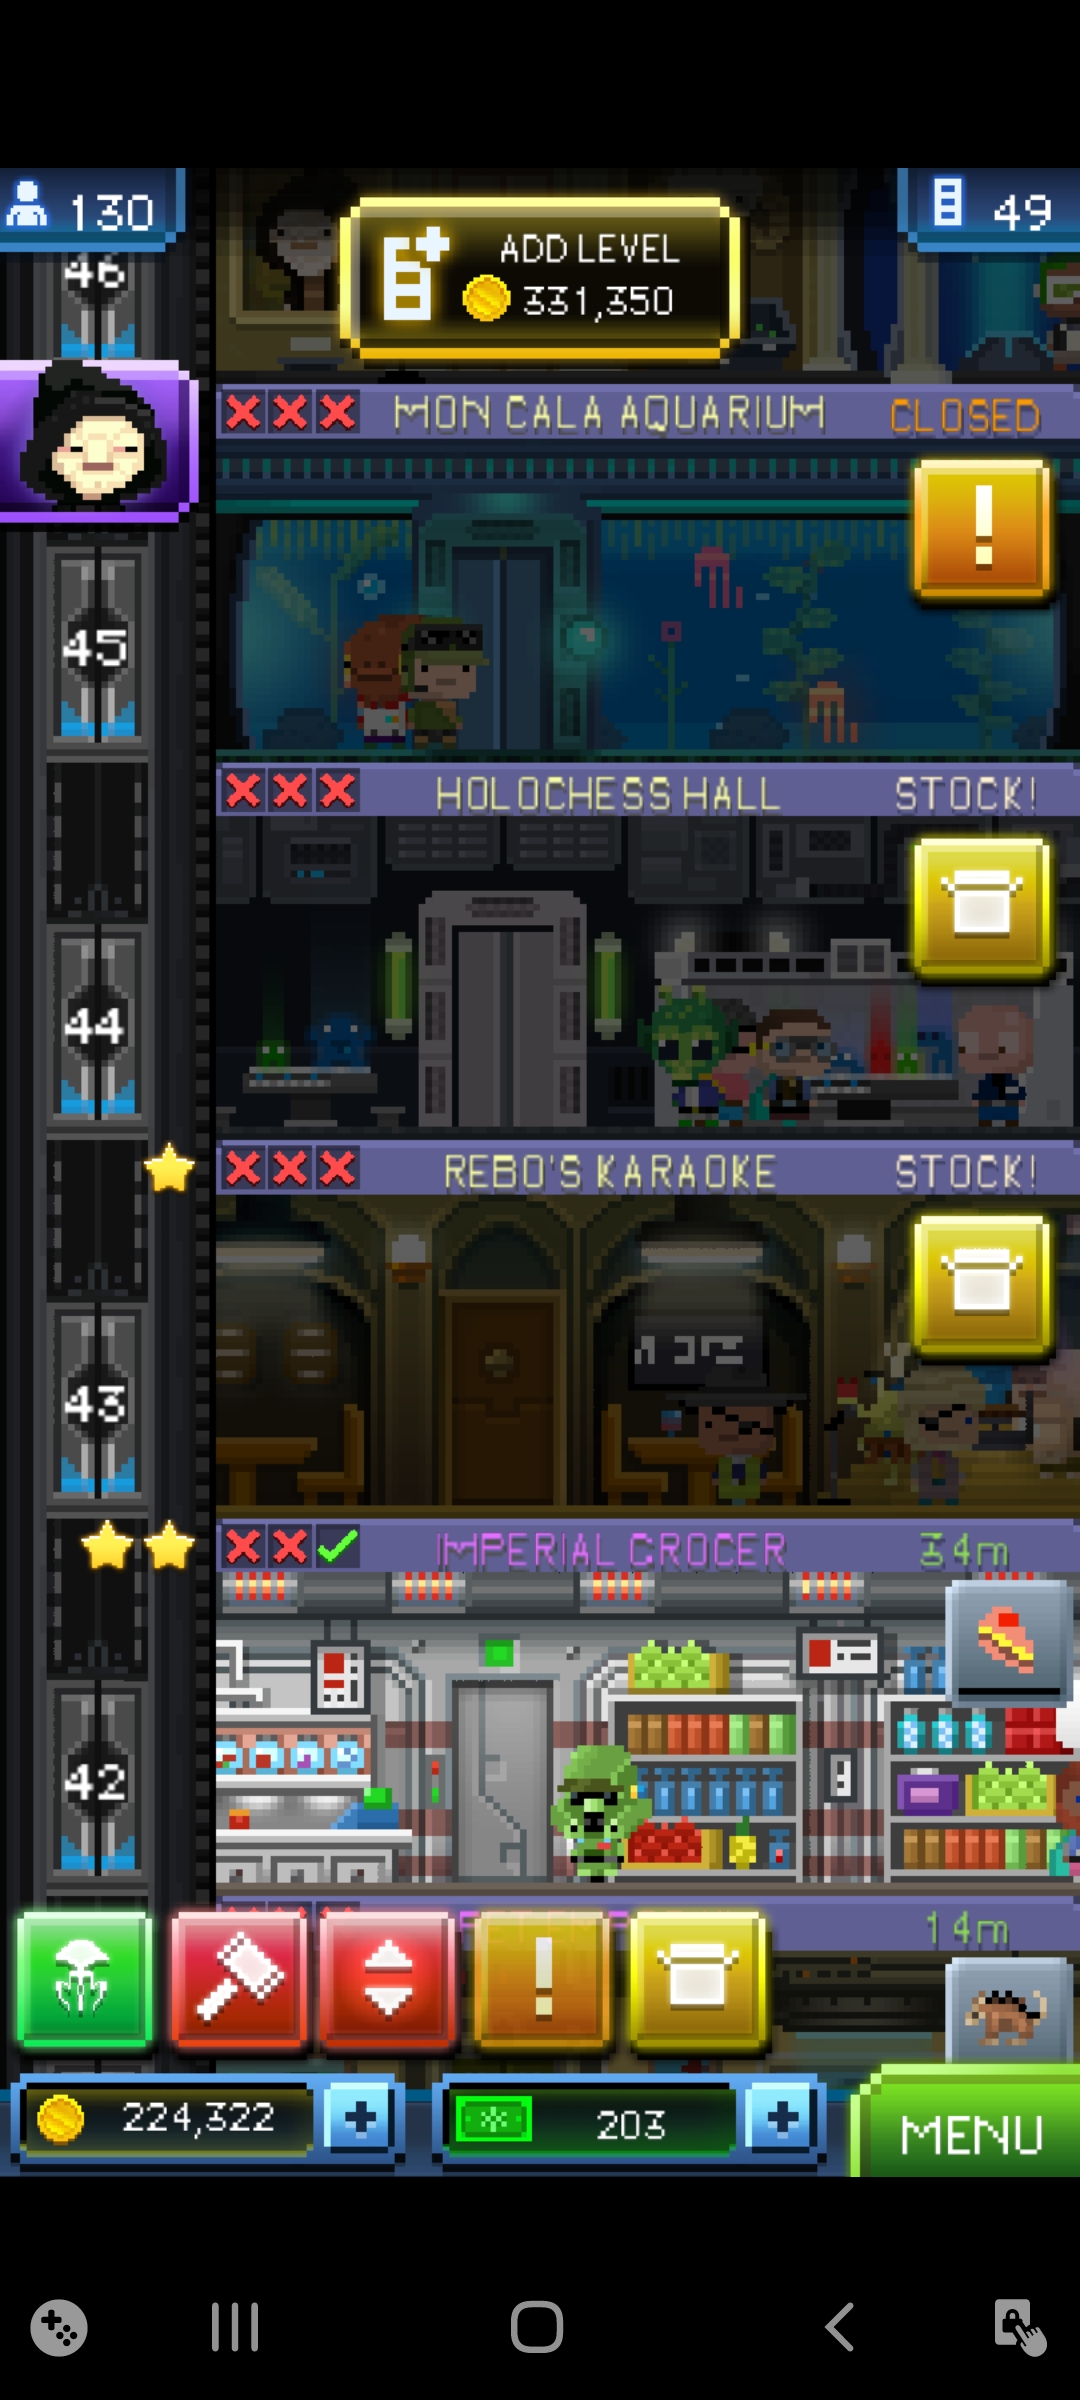 130
ADD LEVEL
331,350
49
46
MON CALA AQUARIUM
CLOSED
!
45
HOLOCHESS HALL
STOCK!
44
REBO'S KARAOKE
STOCK!
43
IMPERIAL GROCER
34m
42
14m
!
224,322
+
203
+
MENU